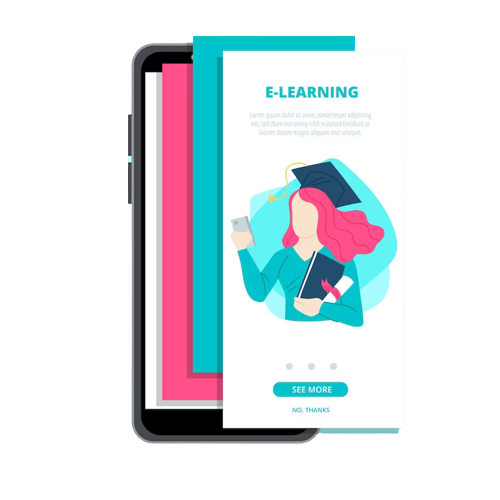 E-LEARNING
Lorem ipsum dolor sit amet, consectetur adipiscing
elit, sed diam nonummy nibh euismod tincidunt ut
laoreet dolore magna aliquam erat volutpat.
SEE MORE
NO, THANKS